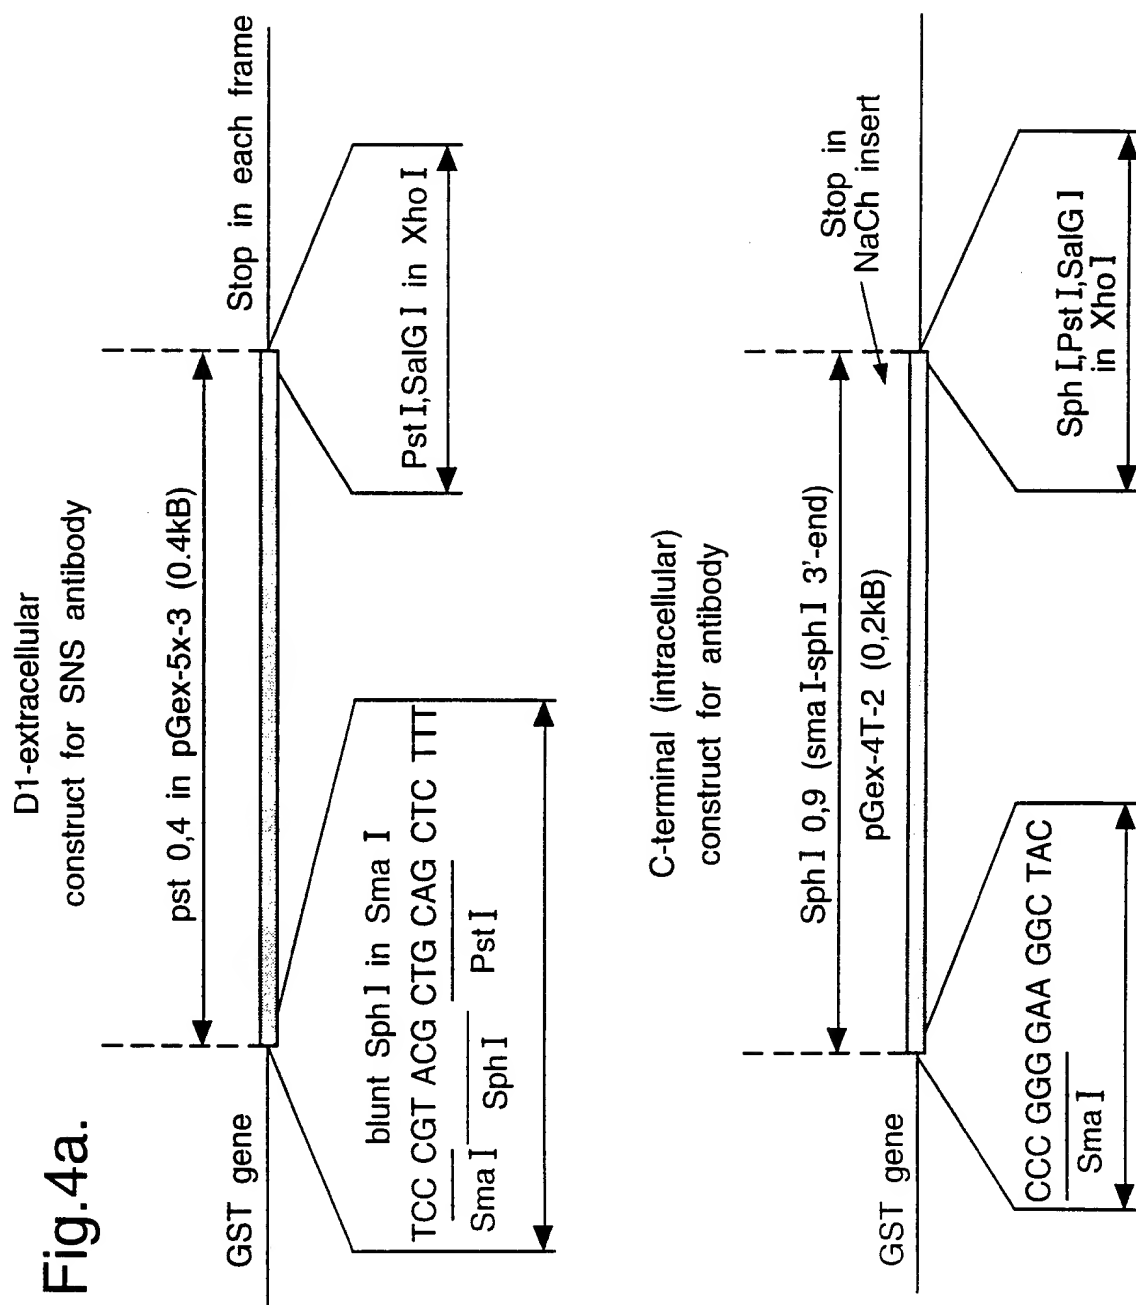 Fig.4a.
D1-extracellular
construct for SNS antibody
pst 0,4 in pGex-5x-3 (0.4kB)
GST gene
Stop in each frame
blunt Sph I in Sma I
TCC CGT ACG CTG CAG CTC TTT
Sma I Sph I Pst I
Pst I,SalG I in Xho I
C-terminal (intracellular)
construct for antibody
Sph I 0,9 (sma I-sph I 3'-end)
pGex-4T-2 (0,2kB)
Stop in
NaCh insert
GST gene
CCC GGG GAA GGC TAC
Sma I
Sph I,Pst I,SalG I
in Xho I